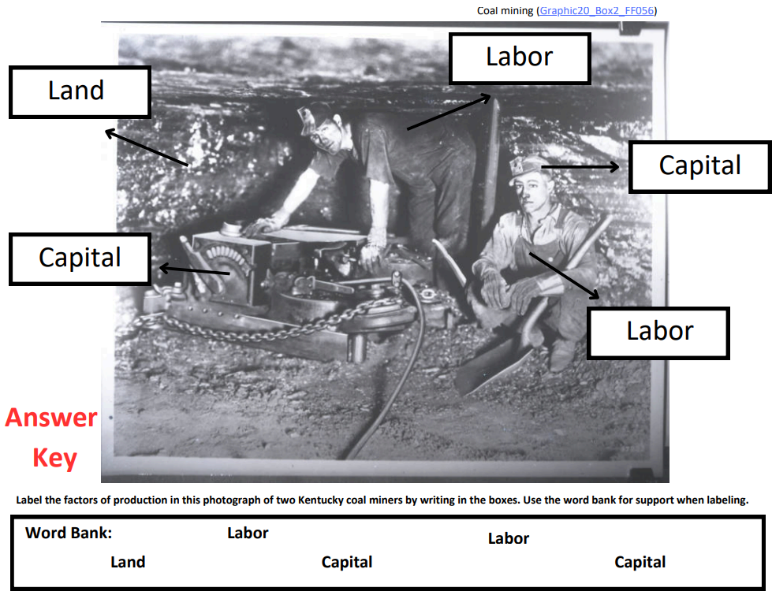 Coal mining (Graphic20_Box2_FF056)
Labor
Land
Capital
Capital
Labor
Answer
Key
Label the factors of production in this photograph of two Kentucky coal miners by writing in the boxes. Use the word bank for support when labeling.
Word Bank: Labor Labor
Land Capital Capital